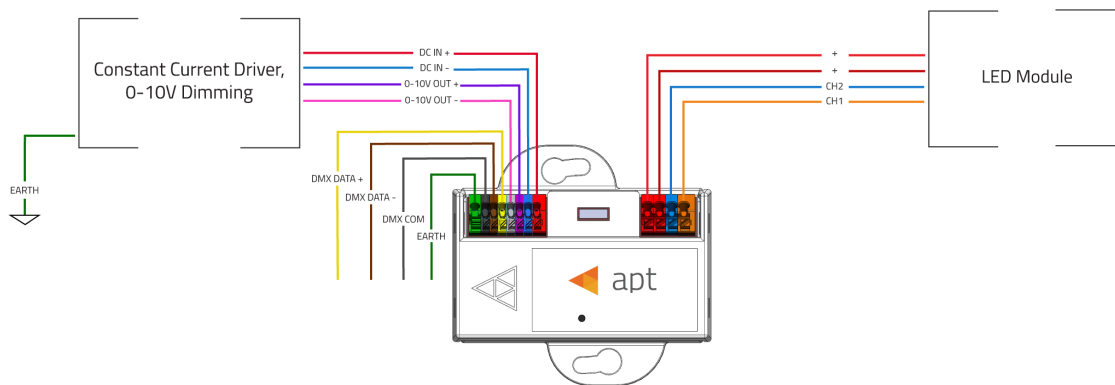 Constant Current Driver,
0-10V Dimming
DC IN +
DC IN -
0-10V OUT +
0-10V OUT -
EARTH
DMX DATA +
DMX DATA -
DMX COM
EARTH
+
+
CH2
CH1
LED Module
apt